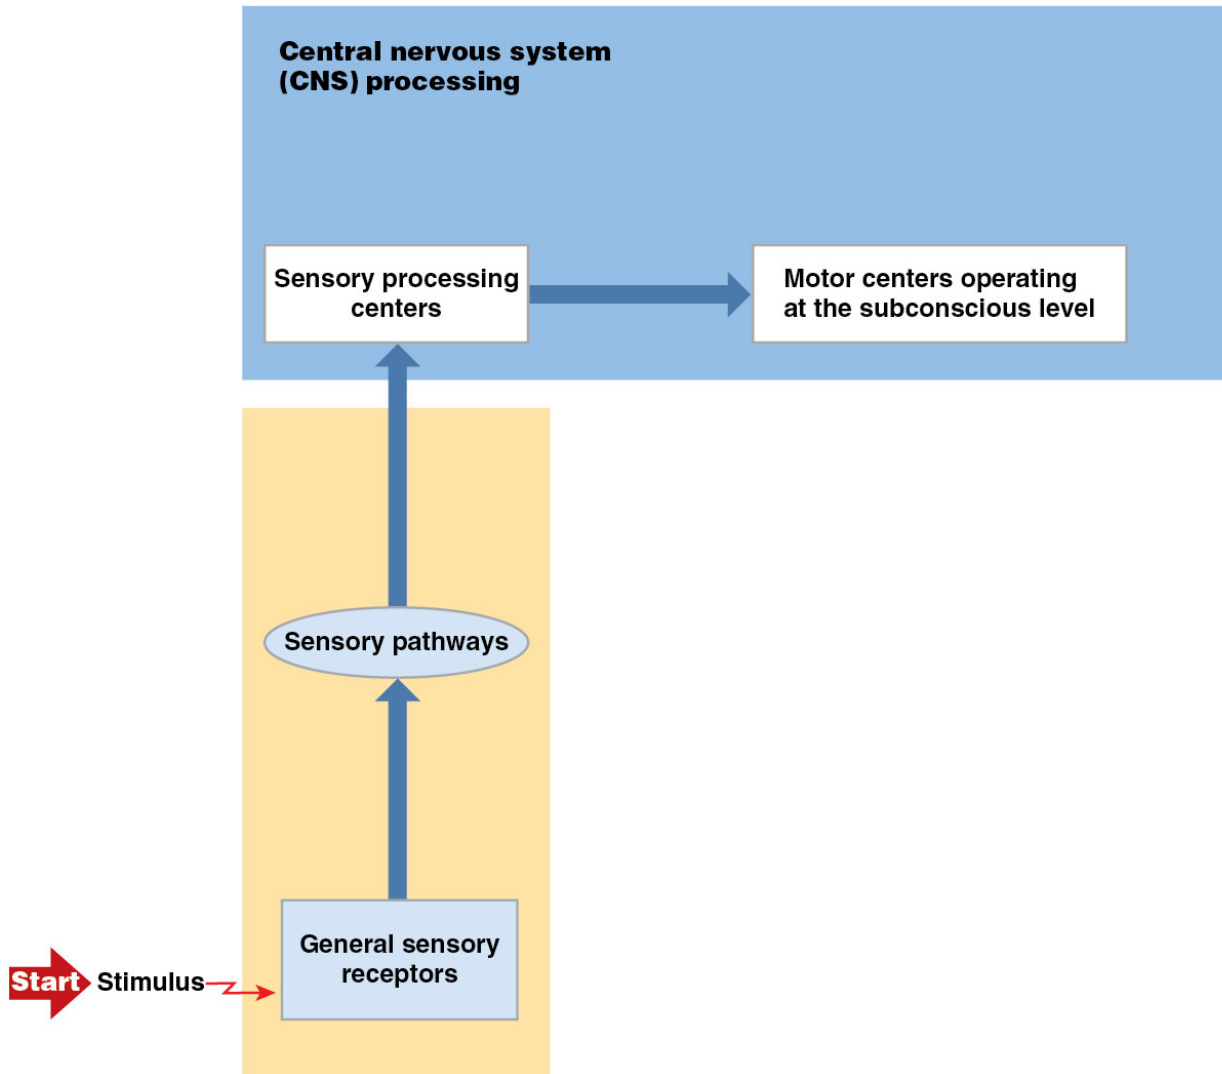 Central nervous system
(CNS) processing
Sensory processing
centers
Motor centers operating
at the subconscious level
Sensory pathways
General sensory
receptors
Start Stimulus